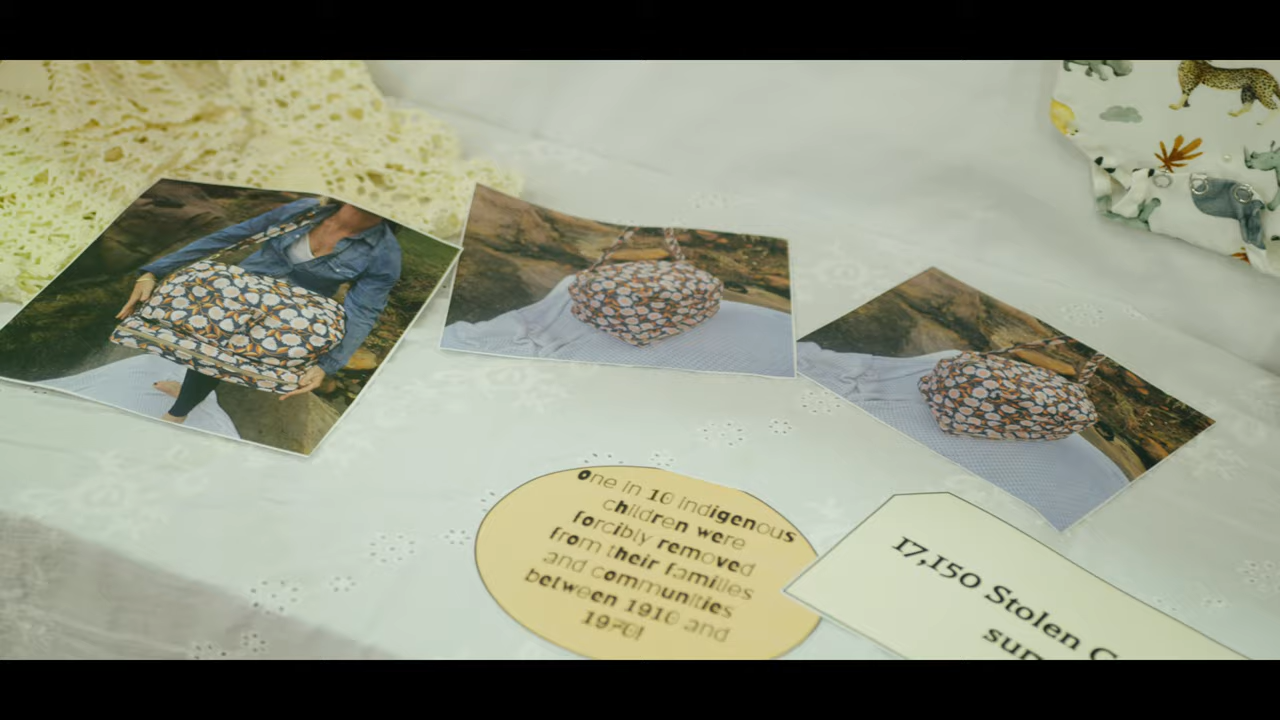 One in 10 indigenous
children were
forcibly removed
from their families
and communities
between 1910 and
1970!
17,150 Stolen